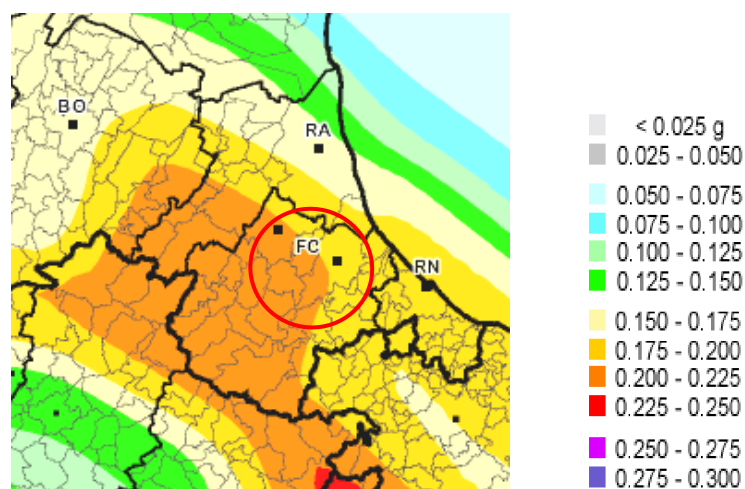 BO
RA
FC
RN
< 0.025 g
0.025 - 0.050
0.050 - 0.075
0.075 - 0.100
0.100 - 0.125
0.125 - 0.150
0.150 - 0.175
0.175 - 0.200
0.200 - 0.225
0.225 - 0.250
0.250 - 0.275
0.275 - 0.300